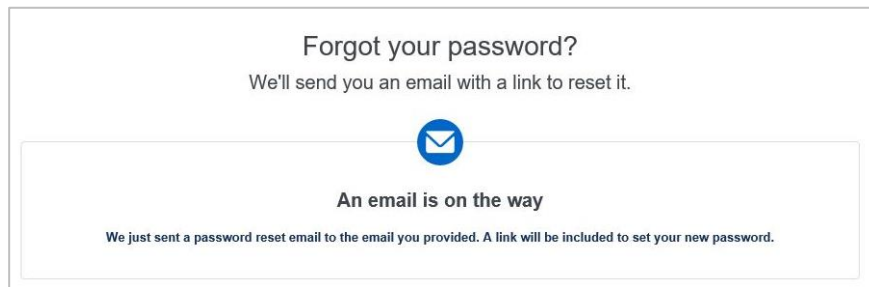 Forgot your password?
We'll send you an email with a link to reset it.
An email is on the way
We just sent a password reset email to the email you provided. A link will be included to set your new password.